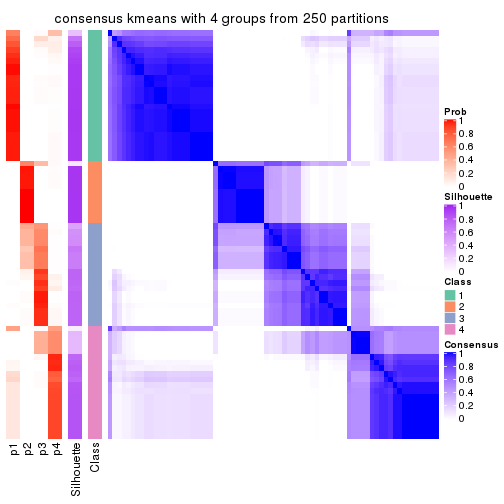 consensus kmeans with 4 groups from 250 partitions
Prob
1
0.8
0.6
0.4
0.2
0
Silhouette
1
0.8
0.6
0.4
0.2
0
Class
1
2
3
4
Consensus
1
0.8
0.6
0.4
0.2
0
p1
p2
p3
p4
Silhouette
Class